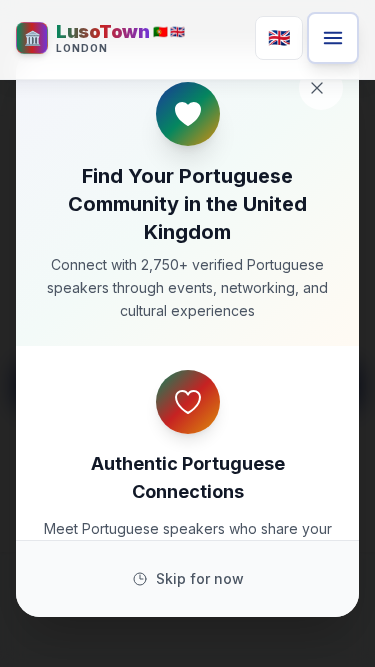 LusoTown 🇵🇹 🇬🇧
LONDON
🇬🇧
Find Your Portuguese
Community in the United
Kingdom
Connect with 2,750+ verified Portuguese
speakers through events, networking, and
cultural experiences
Authentic Portuguese
Connections
Meet Portuguese speakers who share your
Skip for now